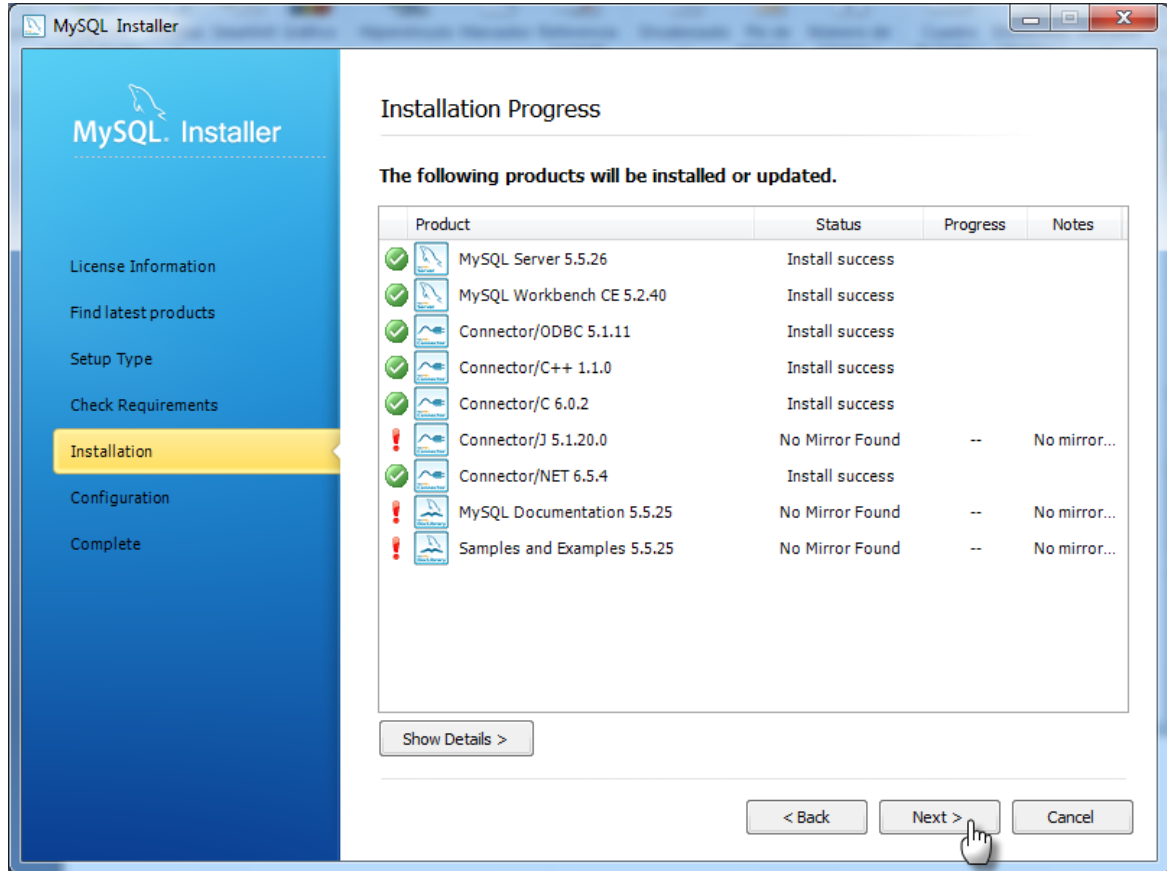 MySQL Installer
MySQL. Installer
License Information
Find latest products
Setup Type
Check Requirements
Installation
Configuration
Complete
Installation Progress
The following products will be installed or updated.
Product Status Progress Notes
MySQL Server 5.5.26 Install success
MySQL Workbench CE 5.2.40 Install success
Connector/ODBC 5.1.11 Install success
Connector/C++ 1.1.0 Install success
Connector/C 6.0.2 Install success
Connector/J 5.1.20.0 No Mirror Found -- No mirror...
Connector/NET 6.5.4 Install success
MySQL Documentation 5.5.25 No Mirror Found -- No mirror...
Samples and Examples 5.5.25 No Mirror Found -- No mirror...
Show Details >
< Back Next > Cancel